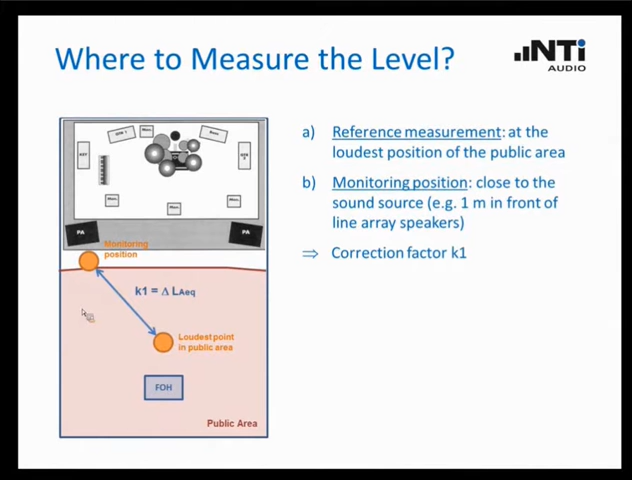 Where to Measure the Level?
NTi
AUDIO
a) Reference measurement: at the
loudest position of the public area
b) Monitoring position: close to the
sound source (e.g. 1 m in front of
line array speakers)
⇒ Correction factor k1
PA
PA
Monitoring
position
k1 = Δ LAeq
Loudest point
in public area
FOH
Public Area